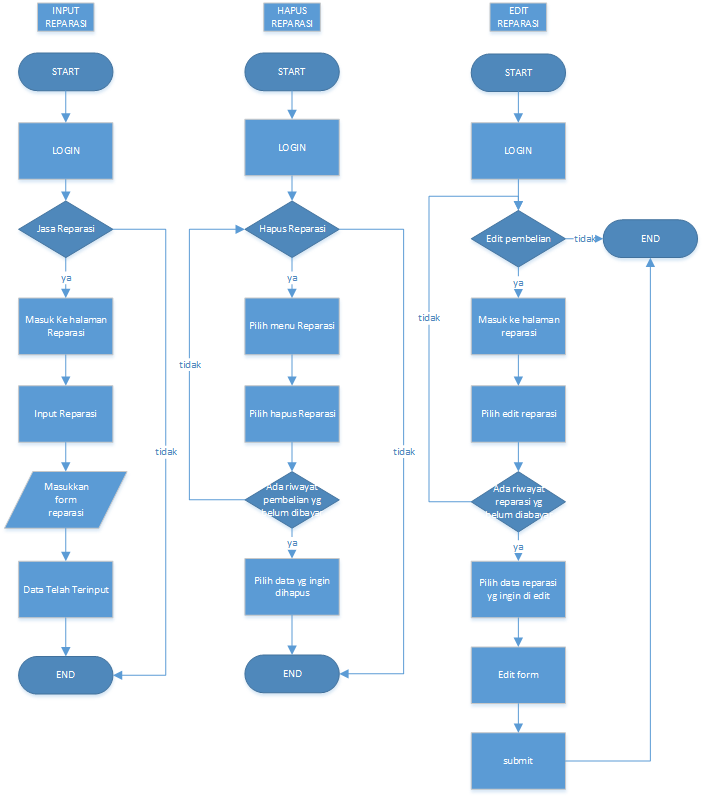 INPUT
REPARASI
START
LOGIN
Jasa Reparasi
ya
tidak
Masuk Ke halaman
Reparasi
Input Reparasi
Masukkan
form
reparasi
Data Telah Terinput
END
HAPUS
REPARASI
START
LOGIN
Hapus Reparasi
ya
tidak
tidak
Pilih menu Reparasi
Pilih hapus Reparasi
Ada riwayat
pembelian yg
belum dibayar
ya
Pilih data yg ingin
dihapus
END
EDIT
REPARASI
START
LOGIN
Edit pembelian
tidak
END
ya
tidak
Masuk ke halaman
reparasi
Pilih edit reparasi
Ada riwayat
reparasi yg
belum diabayar
ya
Pilih data reparasi
yg ingin di edit
Edit form
submit